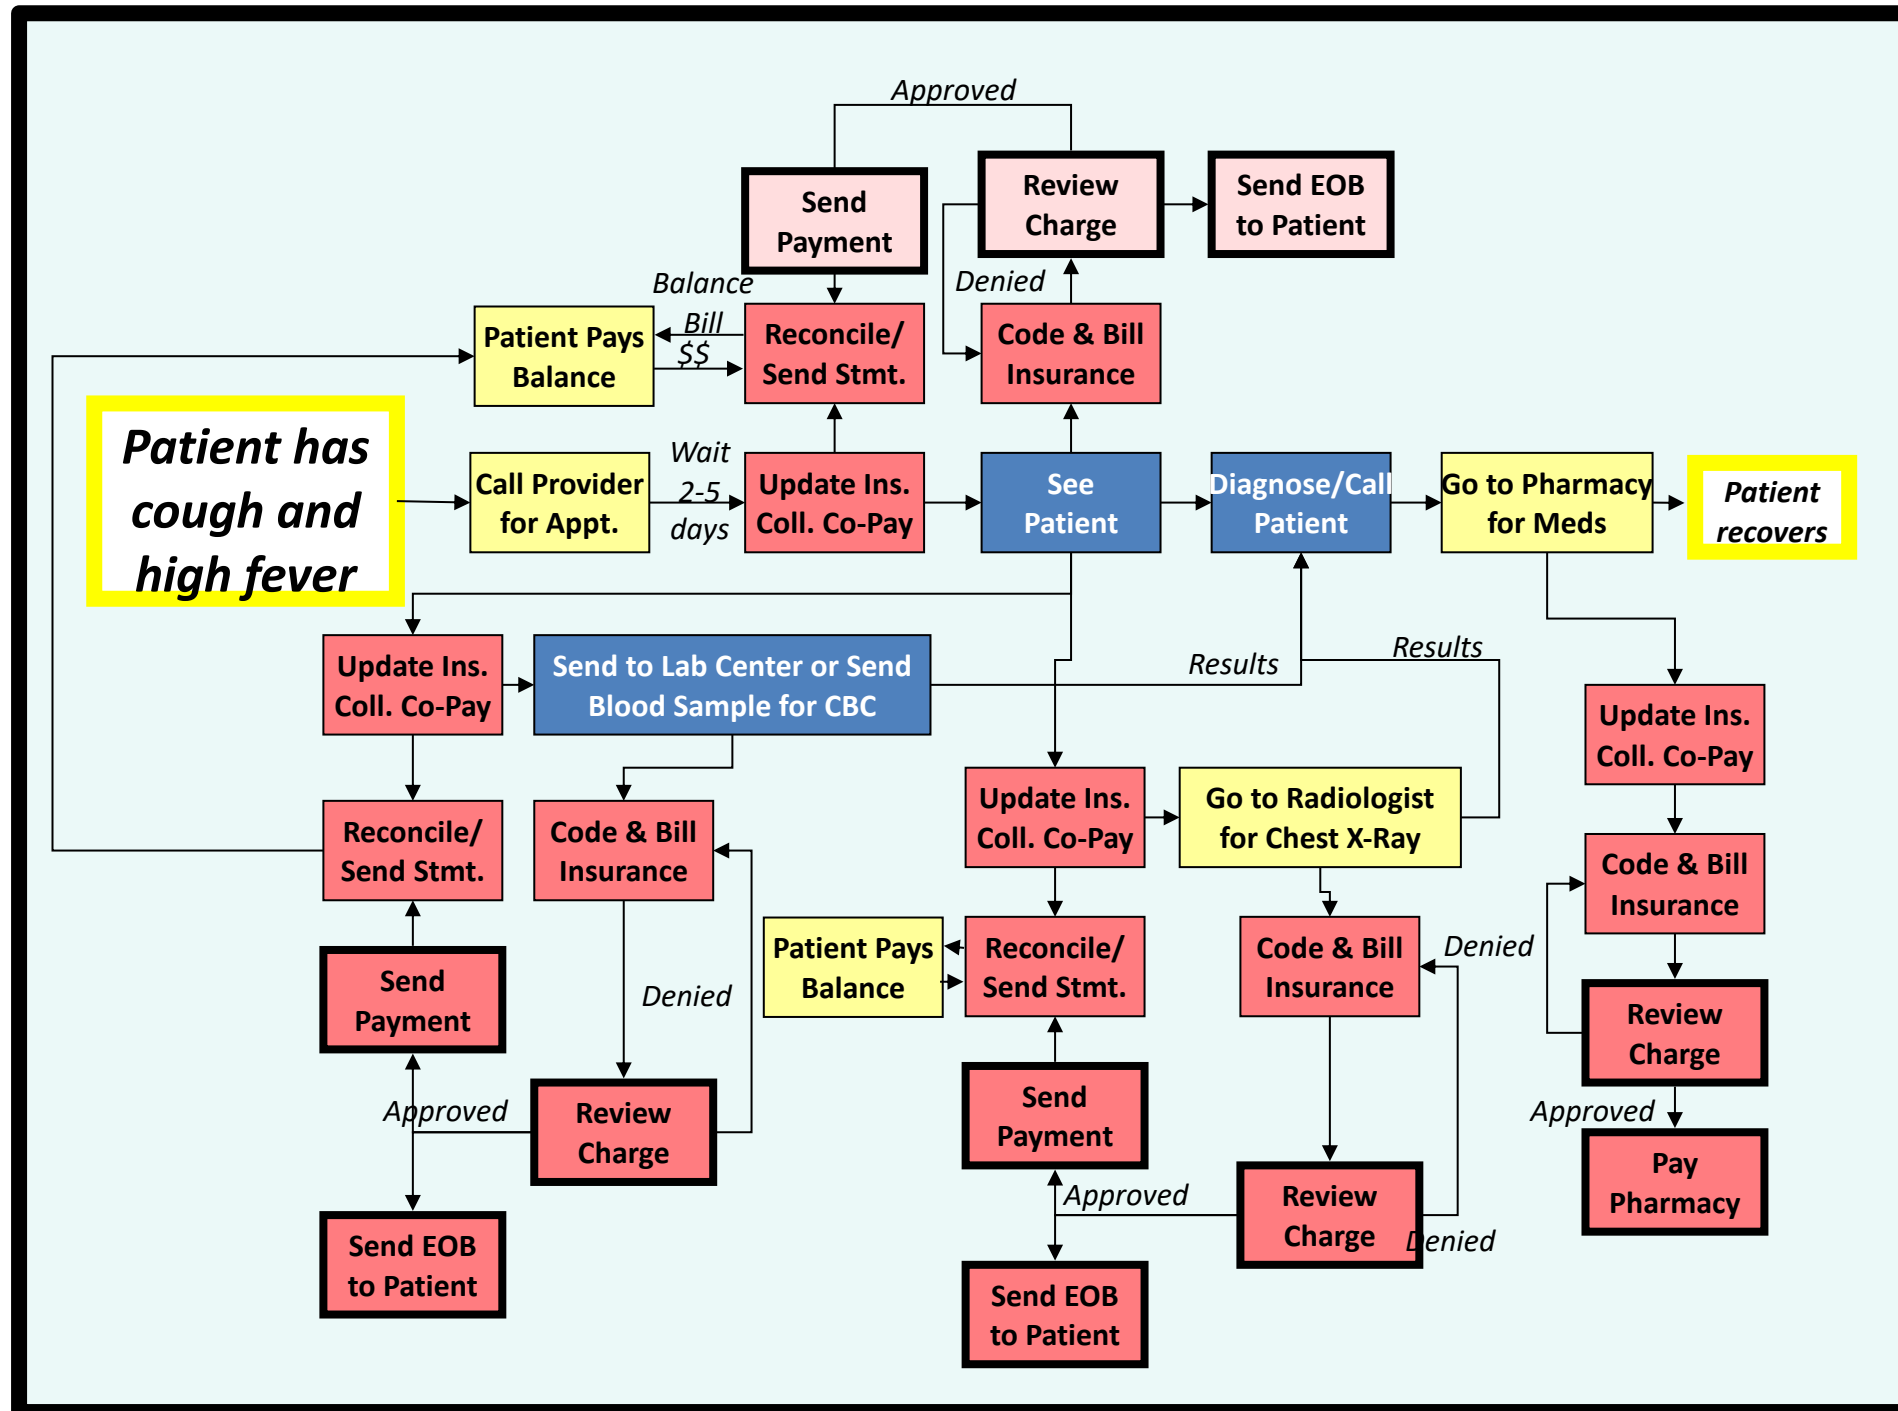 Approved
Send
Payment
Review
Charge
Send EOB
to Patient
Balance
Bill
$$
Denied
Patient Pays
Balance
Reconcile/
Send Stmt.
Code & Bill
Insurance
Patient has
cough and
high fever
Call Provider
for Appt.
Wait
2-5
days
Update Ins.
Coll. Co-Pay
See
Patient
Diagnose/Call
Patient
Go to Pharmacy
for Meds
Patient
recovers
Update Ins.
Coll. Co-Pay
Send to Lab Center or Send
Blood Sample for CBC
Results
Results
Update Ins.
Coll. Co-Pay
Reconcile/
Send Stmt.
Code & Bill
Insurance
Update Ins.
Coll. Co-Pay
Go to Radiologist
for Chest X-Ray
Code & Bill
Insurance
Patient Pays
Balance
Reconcile/
Send Stmt.
Code & Bill
Insurance
Denied
Send
Payment
Denied
Review
Charge
Approved
Review
Charge
Send
Payment
Approved
Pay
Pharmacy
Approved
Review
Charge
Denied
Send EOB
to Patient
Send EOB
to Patient